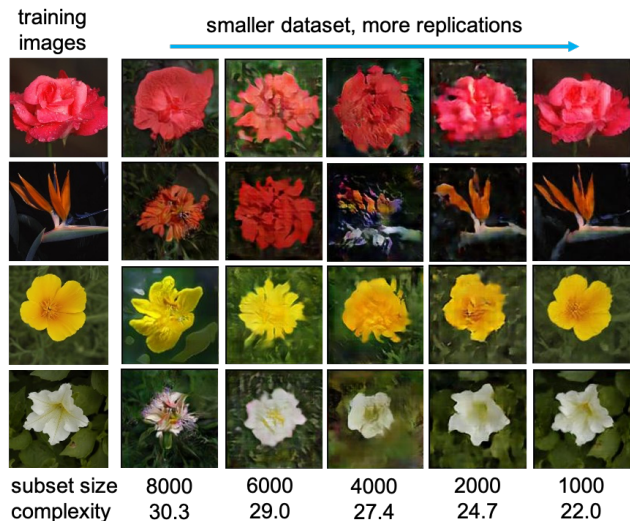 training
images
smaller dataset, more replications
subset size 8000 6000 4000 2000 1000
complexity 30.3 29.0 27.4 24.7 22.0